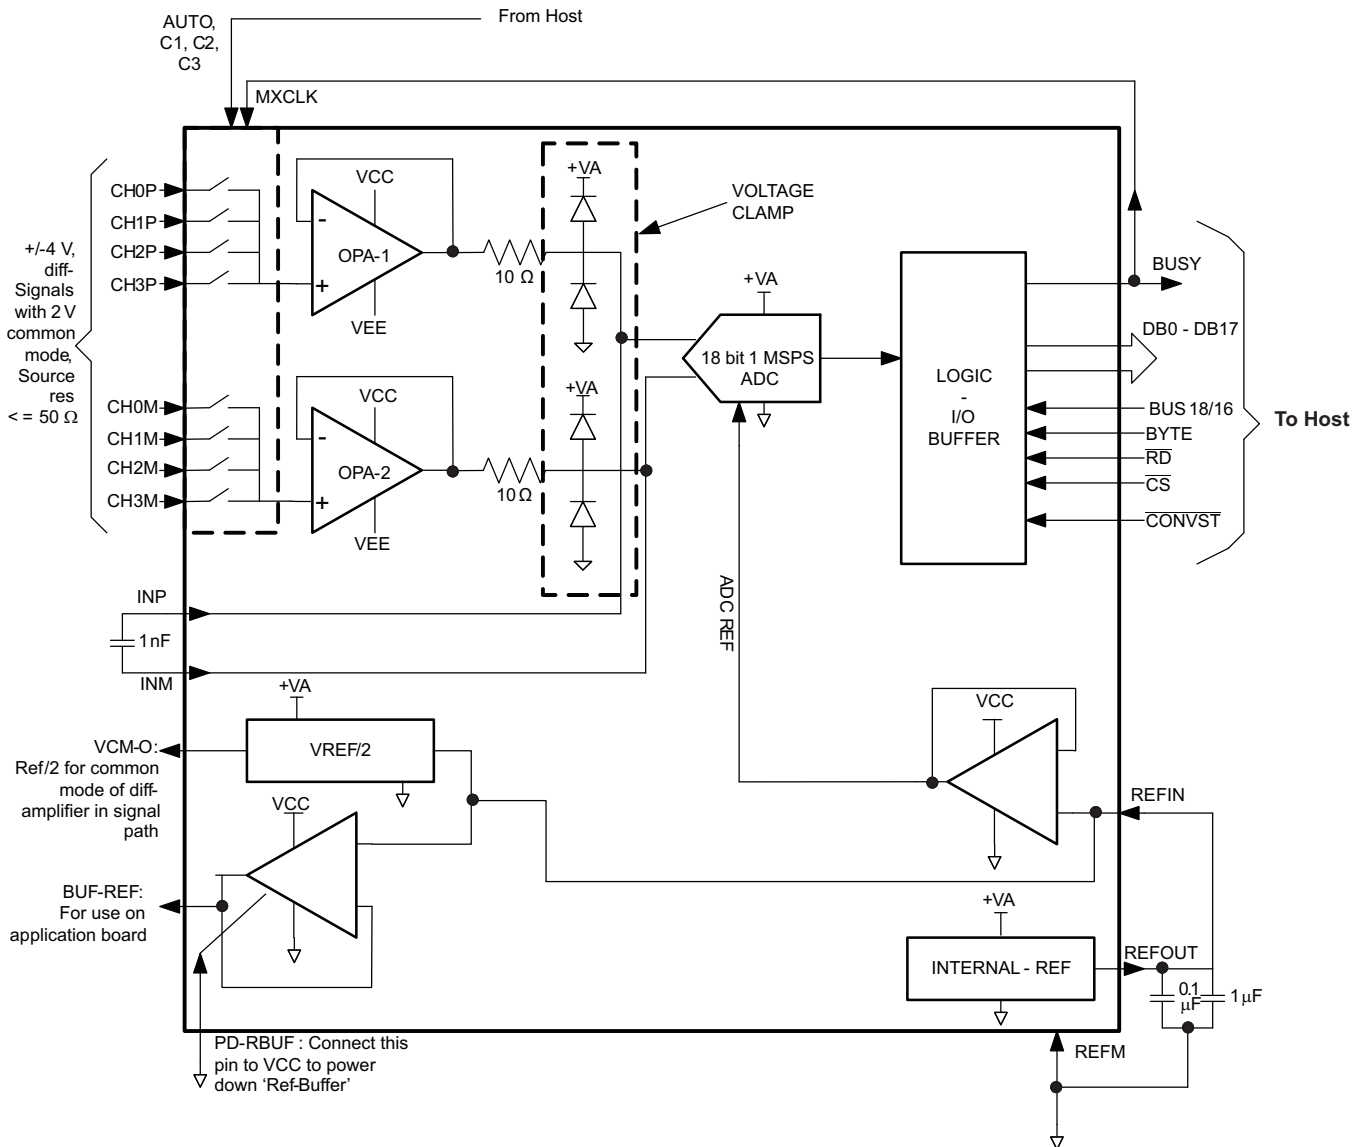 From Host
AUTO,
C1, C2,
C3
MXCLK
CH0P
CH1P
CH2P
CH3P
+/-4 V,
diff-
Signals
with 2 V
common
mode,
Source
res
< = 50 Ω
CH0M
CH1M
CH2M
CH3M
VCC
-
OPA-1
+
VEE
10 Ω
+VA
VOLTAGE
CLAMP
VCC
-
OPA-2
+
VEE
10 Ω
+VA
+VA
18 bit 1 MSPS
ADC
LOGIC
-
I/O
BUFFER
BUSY
DB0 - DB17
BUS 18/16
BYTE
RD
CS
CONVST
To Host
INP
1 nF
INM
ADC REF
+VA
VREF/2
VCM-O:
Ref/2 for common
mode of diff-
amplifier in signal
path
VCC
BUF-REF:
For use on
application board
PD-RBUF : Connect this
pin to VCC to power
down ‘Ref-Buffer’
VCC
REFIN
+VA
INTERNAL - REF
REFOUT
0.1
μF
1 μF
REFM